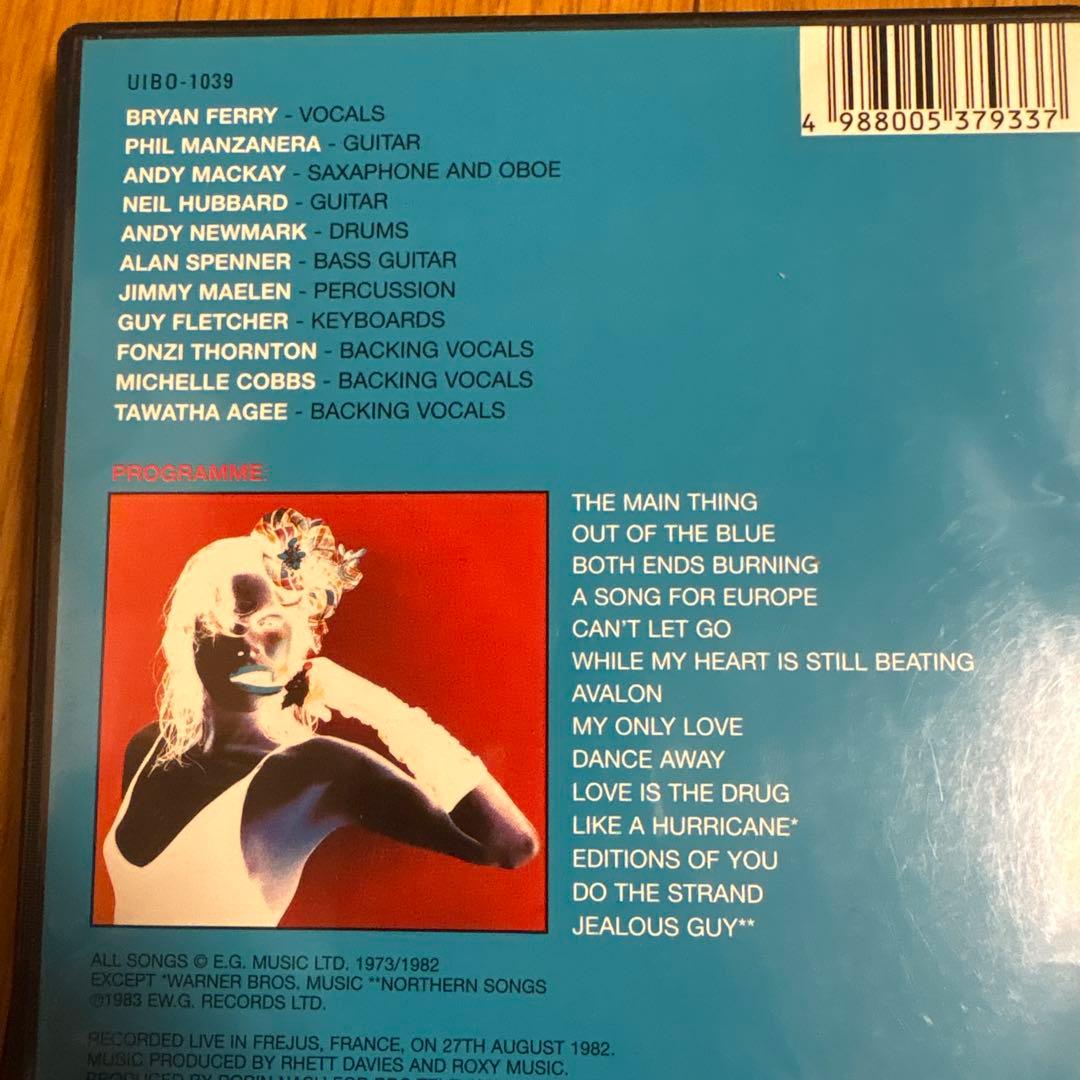 UIBO-1039
4 988005 379337
BRYAN FERRY - VOCALS
PHIL MANZANERA - GUITAR
ANDY MACKAY - SAXAPHONE AND OBOE
NEIL HUBBARD - GUITAR
ANDY NEWMARK - DRUMS
ALAN SPENNER - BASS GUITAR
JIMMY MAELEN - PERCUSSION
GUY FLETCHER - KEYBOARDS
FONZI THORNTON - BACKING VOCALS
MICHELLE COBBS - BACKING VOCALS
TAWATHA AGEE - BACKING VOCALS
PROGRAMME:
THE MAIN THING
OUT OF THE BLUE
BOTH ENDS BURNING
A SONG FOR EUROPE
CAN'T LET GO
WHILE MY HEART IS STILL BEATING
AVALON
MY ONLY LOVE
DANCE AWAY
LOVE IS THE DRUG
LIKE A HURRICANE*
EDITIONS OF YOU
DO THE STRAND
JEALOUS GUY**
ALL SONGS © E.G. MUSIC LTD. 1973/1982
EXCEPT *WARNER BROS. MUSIC **NORTHERN SONGS
℗1983 EW.G. RECORDS LTD.
RECORDED LIVE IN FREJUS, FRANCE, ON 27TH AUGUST 1982.
MUSIC PRODUCED BY RHETT DAVIES AND ROXY MUSIC.
PRODUCED BY ROBIN NASH FOR